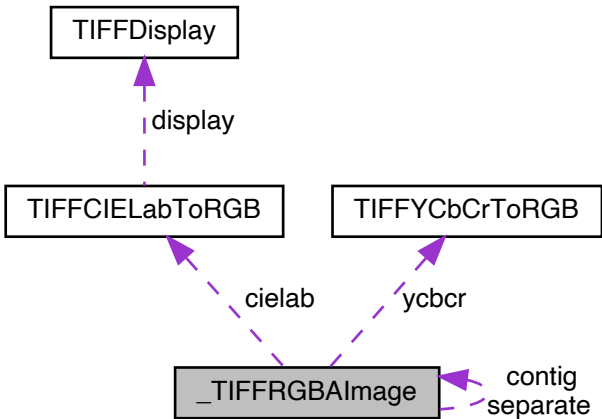 TIFFDisplay
display
TIFFCIELabToRGB
TIFFYCbCrToRGB
cielab
ycbcr
_TIFFRGBAImage
contig
separate